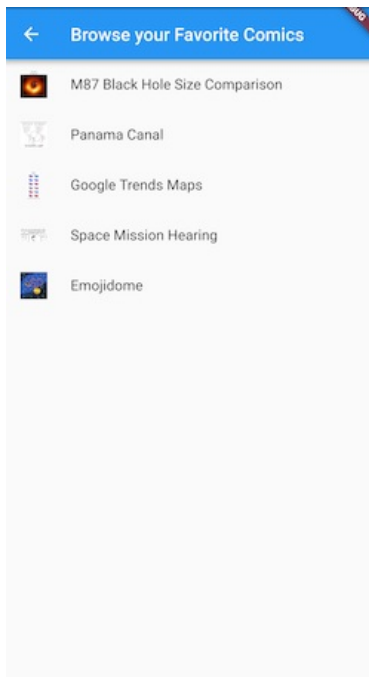 Browse your Favorite Comics
M87 Black Hole Size Comparison
Panama Canal
Google Trends Maps
Space Mission Hearing
Emojidome